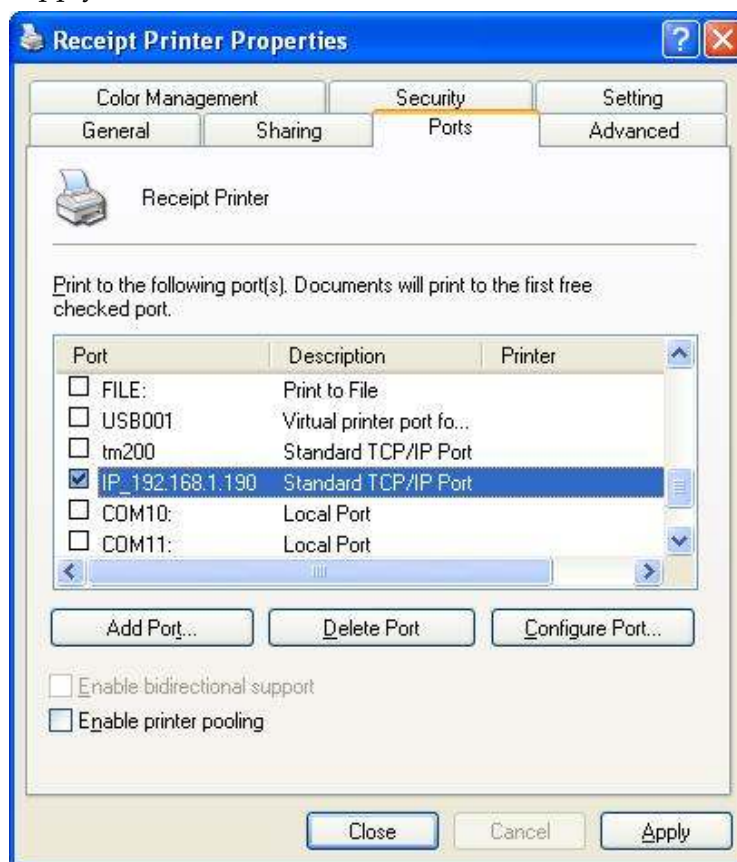 Receipt Printer Properties
Color Management Security Setting
General Sharing Ports Advanced
Receipt Printer
Print to the following port(s). Documents will print to the first free
checked port.
Port Description Printer
FILE: Print to File
USB001 Virtual printer port fo...
tm200 Standard TCP/IP Port
IP_192.168.1.190 Standard TCP/IP Port
COM10: Local Port
COM11: Local Port
Add Port... Delete Port Configure Port...
Enable bidirectional support
Enable printer pooling
Close Cancel Apply